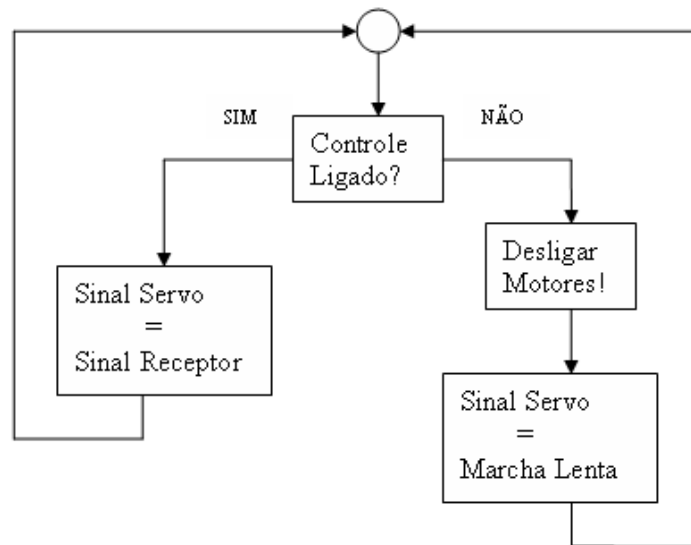 SIM
NÃO
Controle
Ligado?
Desligar
Motores!
Sinal Servo
=
Sinal Receptor
Sinal Servo
=
Marcha Lenta